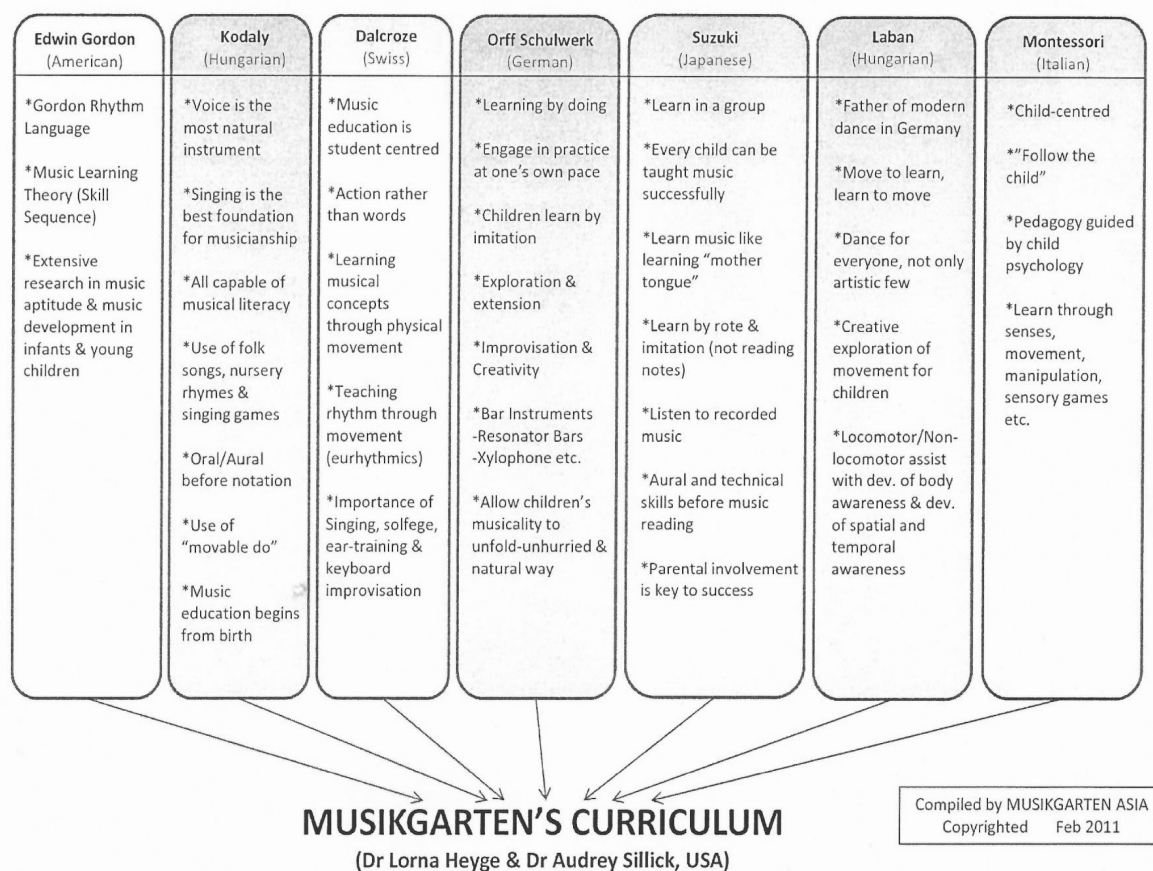 Edwin Gordon
(American)
*Gordon Rhythm
Language
*Music Learning
Theory (Skill
Sequence)
*Extensive
research in music
aptitude & music
development in
infants & young
children
Kodaly
(Hungarian)
*Voice is the
most natural
instrument
*Singing is the
best foundation
for musicianship
*All capable of
musical literacy
*Use of folk
songs, nursery
rhymes &
singing games
*Oral/Aural
before notation
*Use of
“movable do”
*Music
education begins
from birth
Dalcroze
(Swiss)
*Music
education is
student centred
*Action rather
than words
*Learning
musical
concepts
through physical
movement
*Teaching
rhythm through
movement
(eurhythmics)
*Importance of
Singing, solfege,
ear-training &
keyboard
improvisation
Orff Schulwerk
(German)
*Learning by doing
*Engage in practice
at one’s own pace
*Children learn by
imitation
*Exploration &
extension
*Improvisation &
Creativity
*Bar Instruments
-Resonator Bars
-Xylophone etc.
*Allow children’s
musicality to
unfold-unhurried &
natural way
Suzuki
(Japanese)
*Learn in a group
*Every child can be
taught music
successfully
*Learn music like
learning “mother
tongue”
*Learn by rote &
imitation (not reading
notes)
*Listen to recorded
music
*Aural and technical
skills before music
reading
*Parental involvement
is key to success
Laban
(Hungarian)
*Father of modern
dance in Germany
*Move to learn,
learn to move
*Dance for
everyone, not only
artistic few
*Creative
exploration of
movement for
children
*Locomotor/Non-
locomotor assist
with dev. of body
awareness & dev.
of spatial and
temporal
awareness
Montessori
(Italian)
*Child-centred
*”Follow the
child”
*Pedagogy guided
by child
psychology
*Learn through
senses,
movement,
manipulation,
sensory games
etc.
MUSIKGARTEN’S CURRICULUM
(Dr Lorna Heyge & Dr Audrey Sillick, USA)
Compiled by MUSIKGARTEN ASIA
Copyrighted Feb 2011